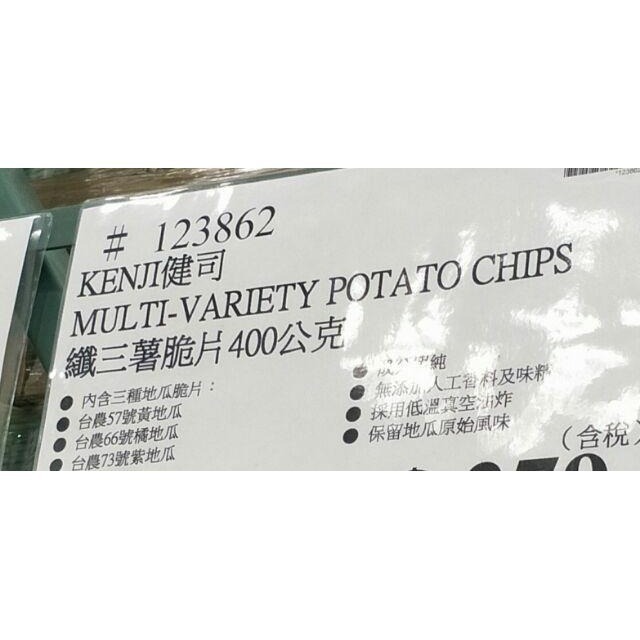 # 123862
KENJI健司
MULTI-VARIETY POTATO CHIPS
纖三薯脆片400公克
● 內含三種地瓜脆片：
● 台農57號黃地瓜
● 台農66號橘地瓜
● 台農73號紫地瓜
● 純
● 無添加人工香料及味精
● 採用低溫真空油炸
● 保留地瓜原始風味
(含稅)